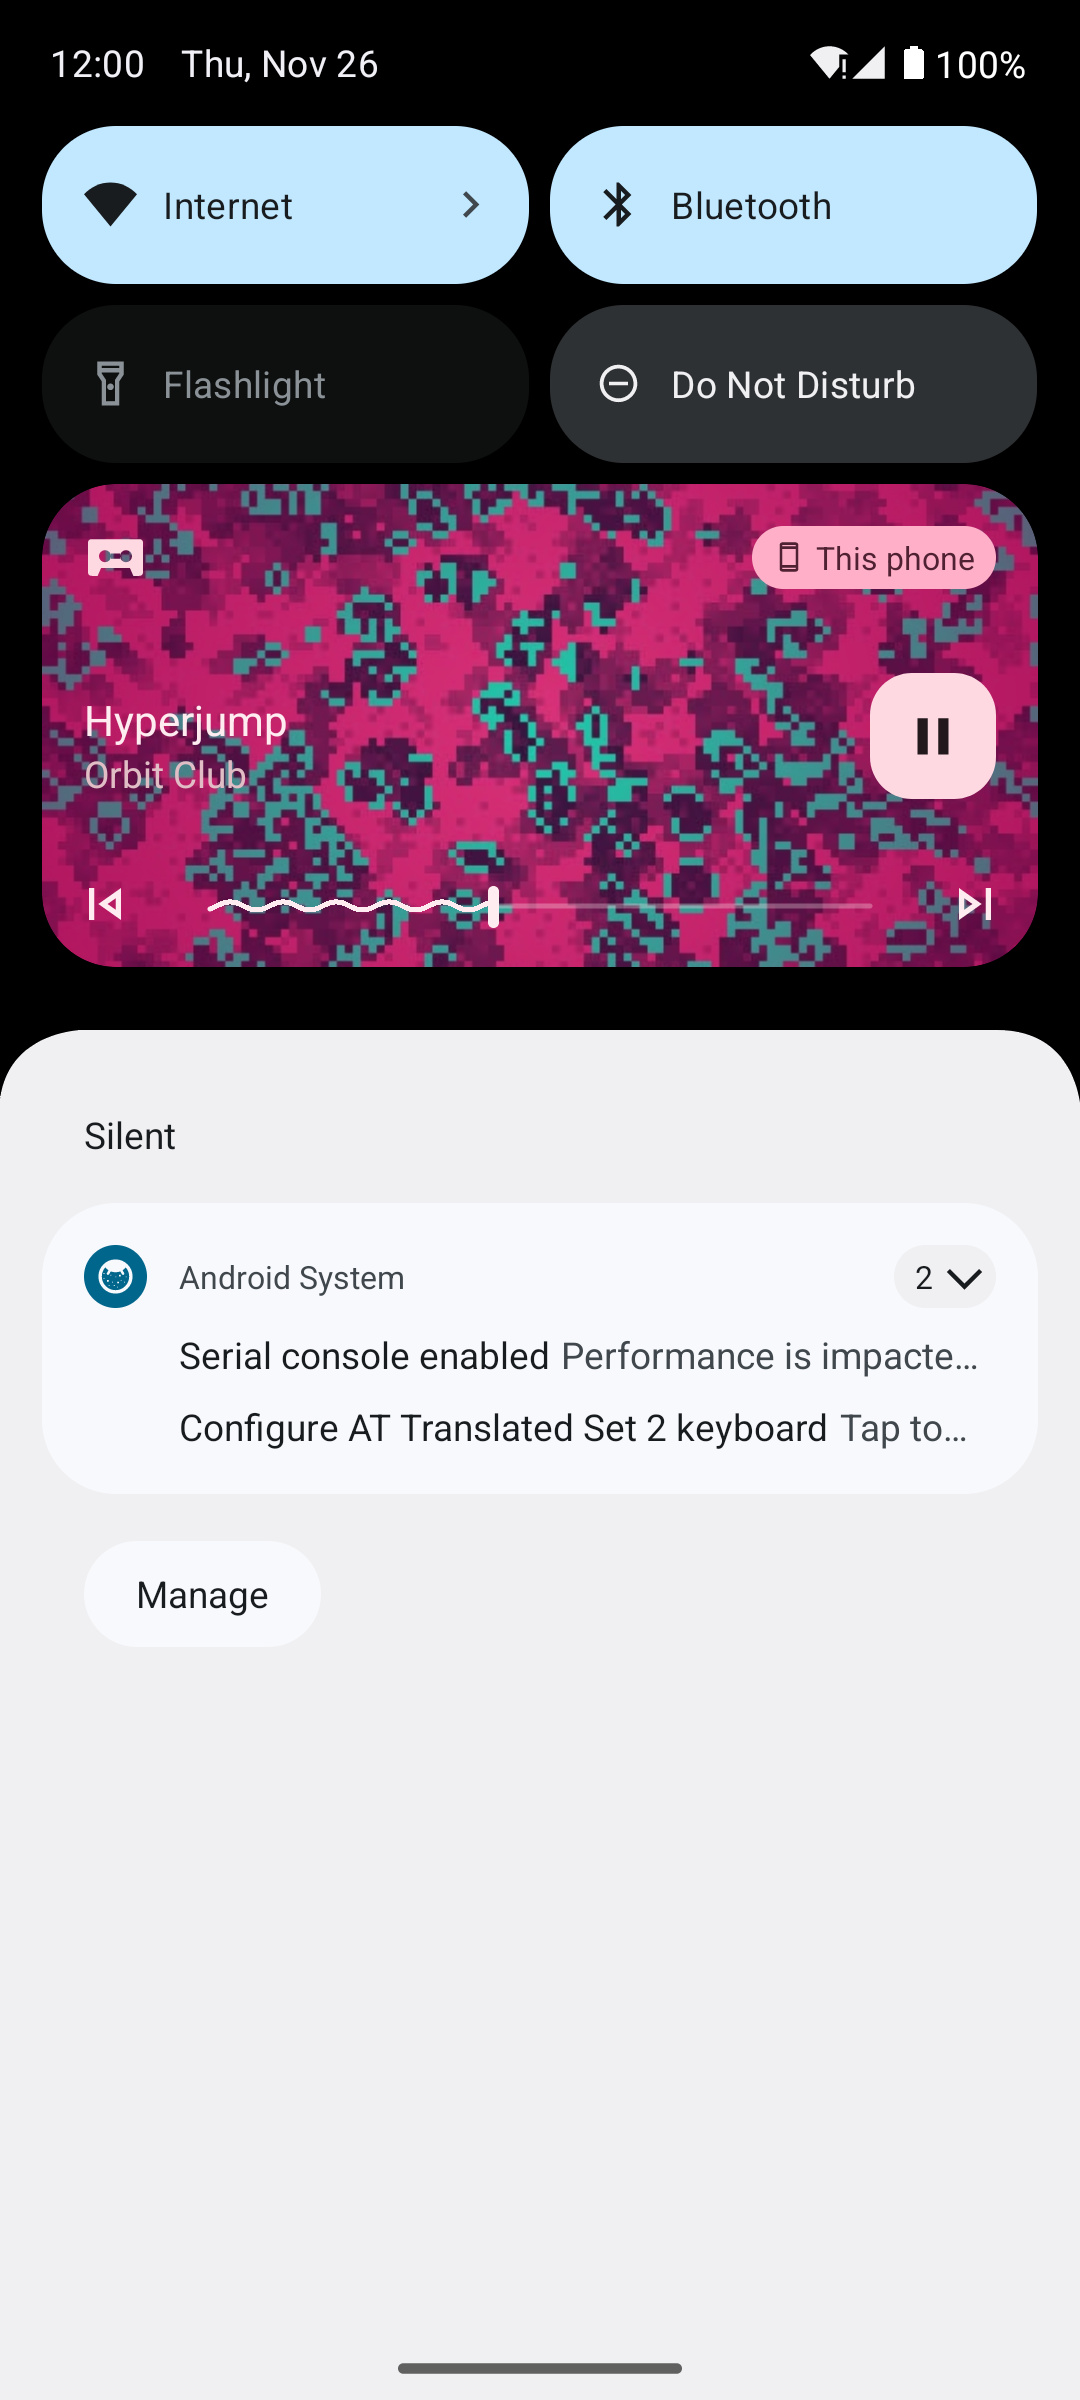 12:00 Thu, Nov 26 100%
Internet
Bluetooth
Flashlight
Do Not Disturb
This phone
Hyperjump
Orbit Club
Silent
Android System 2
Serial console enabled Performance is impacte…
Configure AT Translated Set 2 keyboard Tap to…
Manage